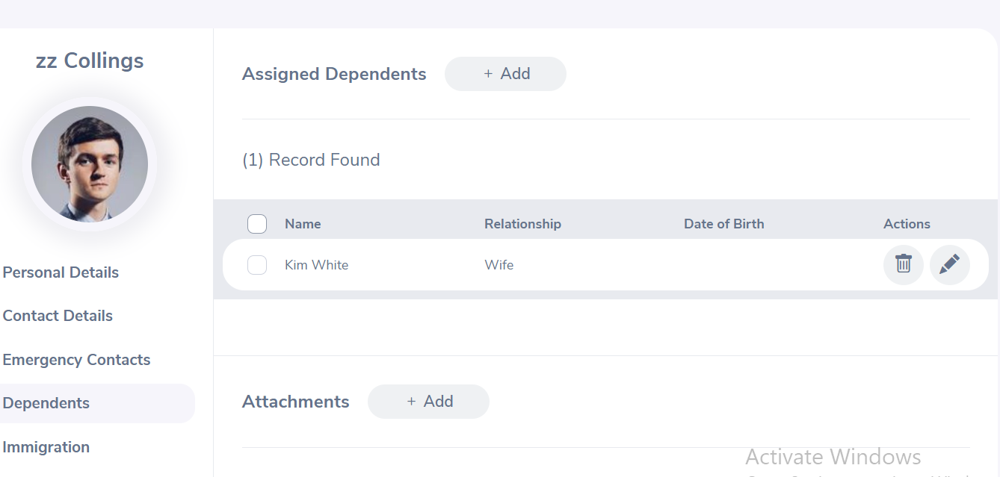 zz Collings
Personal Details
Contact Details
Emergency Contacts
Dependents
Immigration
Assigned Dependents + Add
(1) Record Found
Name Relationship Date of Birth Actions
Kim White Wife
Attachments + Add
Activate Windows